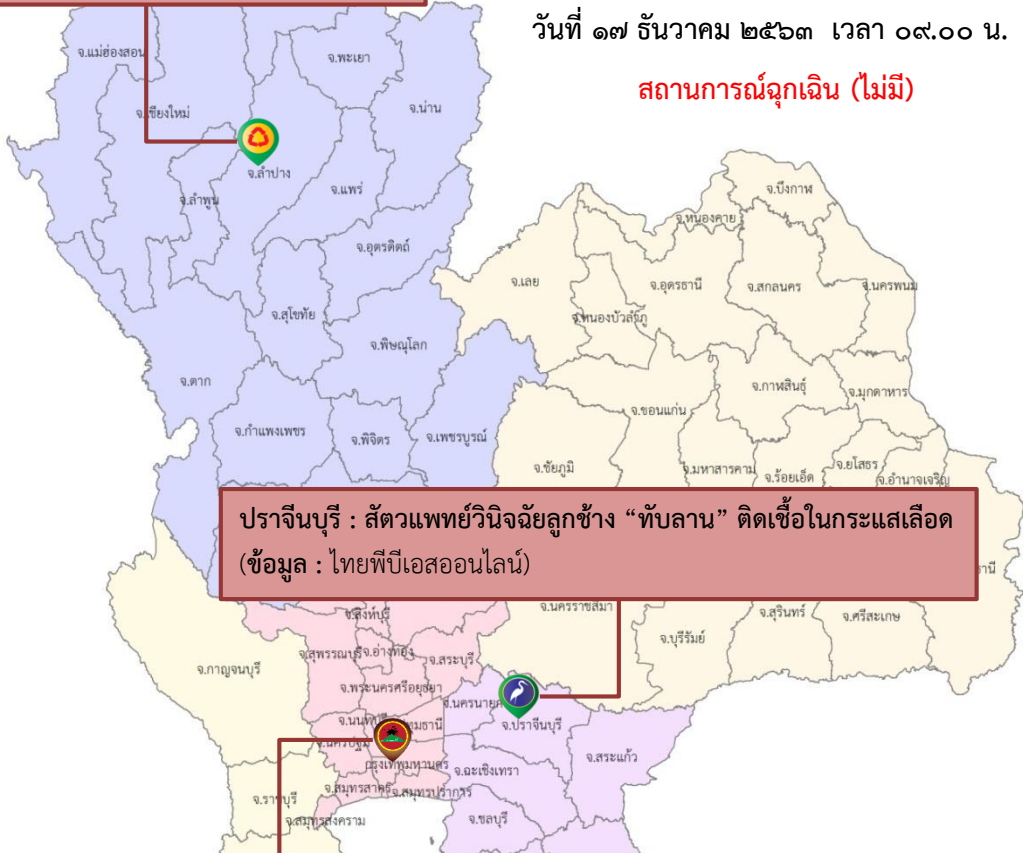 วันที่ ๑๗ ธันวาคม ๒๕๖๓ เวลา ๐๙.๐๐ น.
สถานการณ์ฉุกเฉิน (ไม่มี)
จ.แม่ฮ่องสอน
จ.พะเยา
จ.เชียงใหม่
จ.น่าน
จ.ลำปาง
จ.แพร่
จ.ลำพูน
จ.บึงกาฬ
จ.หนองคาย
จ.อุตรดิตถ์
จ.เลย
จ.อุดรธานี
จ.สกลนคร
จ.นครพนม
จ.สุโขทัย
จ.หนองบัวลำภู
จ.พิษณุโลก
จ.ตาก
จ.กาฬสินธุ์
จ.มุกดาหาร
จ.ขอนแก่น
จ.กำแพงเพชร
จ.พิจิตร
จ.เพชรบูรณ์
จ.ชัยภูมิ
จ.มหาสารคาม
จ.ร้อยเอ็ด
จ.ยโสธร
จ.อำนาจเจริญ
ปราจีนบุรี : สัตวแพทย์วินิจฉัยลูกช้าง “ทับลาน” ติดเชื้อในกระแสเลือด
(ข้อมูล : ไทยพีบีเอสออนไลน์)
จ.นครราชสีมา
จ.สิงห์บุรี
จ.สุรินทร์
จ.ศรีสะเกษ
จ.บุรีรัมย์
จ.สุพรรณบุรี
จ.อ่างทอง
จ.สระบุรี
จ.กาญจนบุรี
จ.พระนครศรีอยุธยา
จ.นครนายก
จ.ปราจีนบุรี
จ.นครปฐม
กรุงเทพมหานคร
จ.ฉะเชิงเทรา
จ.สระแก้ว
จ.สมุทรสาคร
จ.สมุทรปราการ
จ.ราชบุรี
จ.สมุทรสงคราม
จ.ชลบุรี